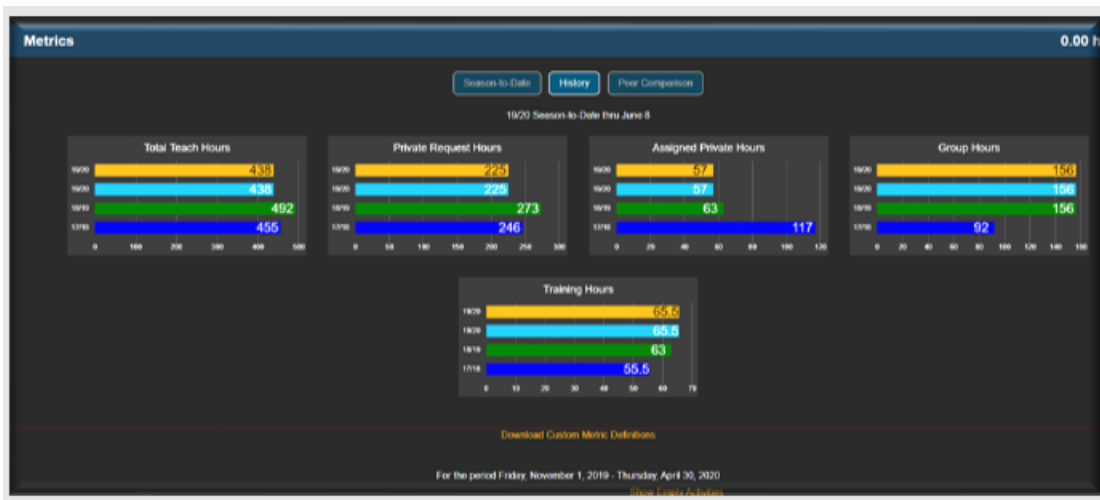 Metrics
0.00 h
Season-to-Date History Peer Comparison
19/20 Season-to-Date thru June 8
Total Teach Hours
19/20 438
19/20 438
18/19 492
17/18 455
0 100 200 300 400 500
Private Request Hours
19/20 225
19/20 225
18/19 273
17/18 246
0 50 100 150 200 250 300
Assigned Private Hours
19/20 57
19/20 57
18/19 63
17/18 117
0 20 40 60 80 100 120
Group Hours
19/20 156
19/20 156
18/19 156
17/18 92
0 20 40 60 80 100 120 140 160
Training Hours
19/20 65.5
19/20 65.5
18/19 63
17/18 55.5
0 10 20 30 40 50 60 70
Download Custom Metric Definitions
For the period Friday, November 1, 2019 - Thursday, April 30, 2020
Show Empty Activities